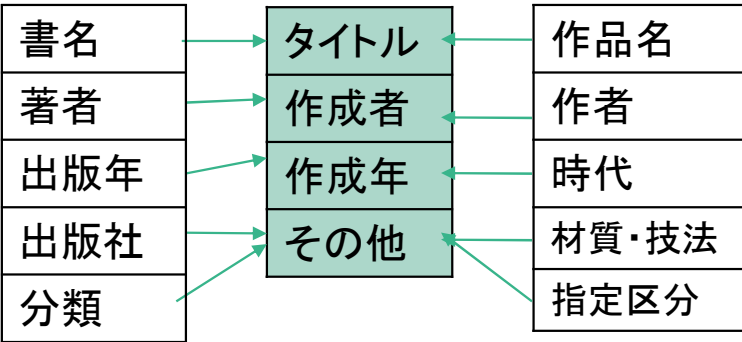 書名
著者
出版年
出版社
分類
タイトル
作成者
作成年
その他
作品名
作者
時代
材質・技法
指定区分